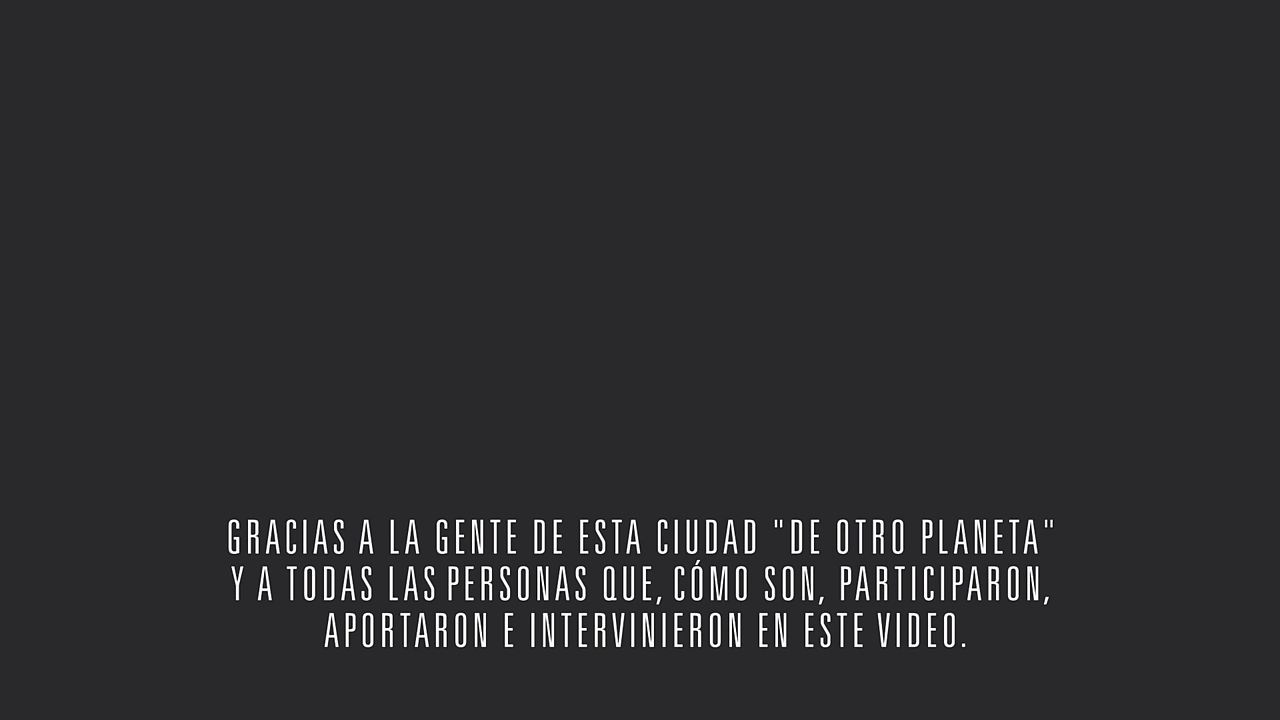 GRACIAS A LA GENTE DE ESTA CIUDAD "DE OTRO PLANETA"
Y A TODAS LAS PERSONAS QUE, CÓMO SON, PARTICIPARON,
APORTARON E INTERVINIERON EN ESTE VIDEO.